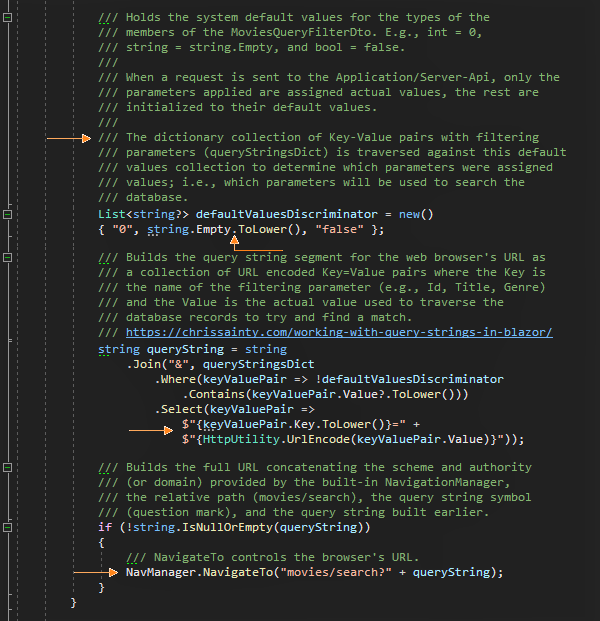 /// Holds the system default values for the types of the
/// members of the MoviesQueryFilterDto. E.g., int = 0,
/// string = string.Empty, and bool = false.
///
/// When a request is sent to the Application/Server-Api, only the
/// parameters applied are assigned actual values, the rest are
/// initialized to their default values.
///
/// The dictionary collection of Key-Value pairs with filtering
/// parameters (queryStringsDict) is traversed against this default
/// values collection to determine which parameters were assigned
/// values; i.e., which parameters will be used to search the
/// database.
List<string?> defaultValuesDiscriminator = new()
{ "0", string.Empty.ToLower(), "false" };
/// Builds the query string segment for the web browser's URL as
/// a collection of URL encoded Key=Value pairs where the Key is
/// the name of the filtering parameter (e.g., Id, Title, Genre)
/// and the Value is the actual value used to traverse the
/// database records to try and find a match.
/// https://chrissainty.com/working-with-query-strings-in-blazor/
string queryString = string
.Join("&", queryStringsDict
.Where(keyValuePair => !defaultValuesDiscriminator
.Contains(keyValuePair.Value?.ToLower()))
.Select(keyValuePair =>
$"{keyValuePair.Key.ToLower()}=" +
$"{HttpUtility.UrlEncode(keyValuePair.Value)}"));
/// Builds the full URL concatenating the scheme and authority
/// (or domain) provided by the built-in NavigationManager,
/// the relative path (movies/search), the query string symbol
/// (question mark), and the query string built earlier.
if (!string.IsNullOrEmpty(queryString))
{
/// NavigateTo controls the browser's URL.
NavManager.NavigateTo("movies/search?" + queryString);
}
}